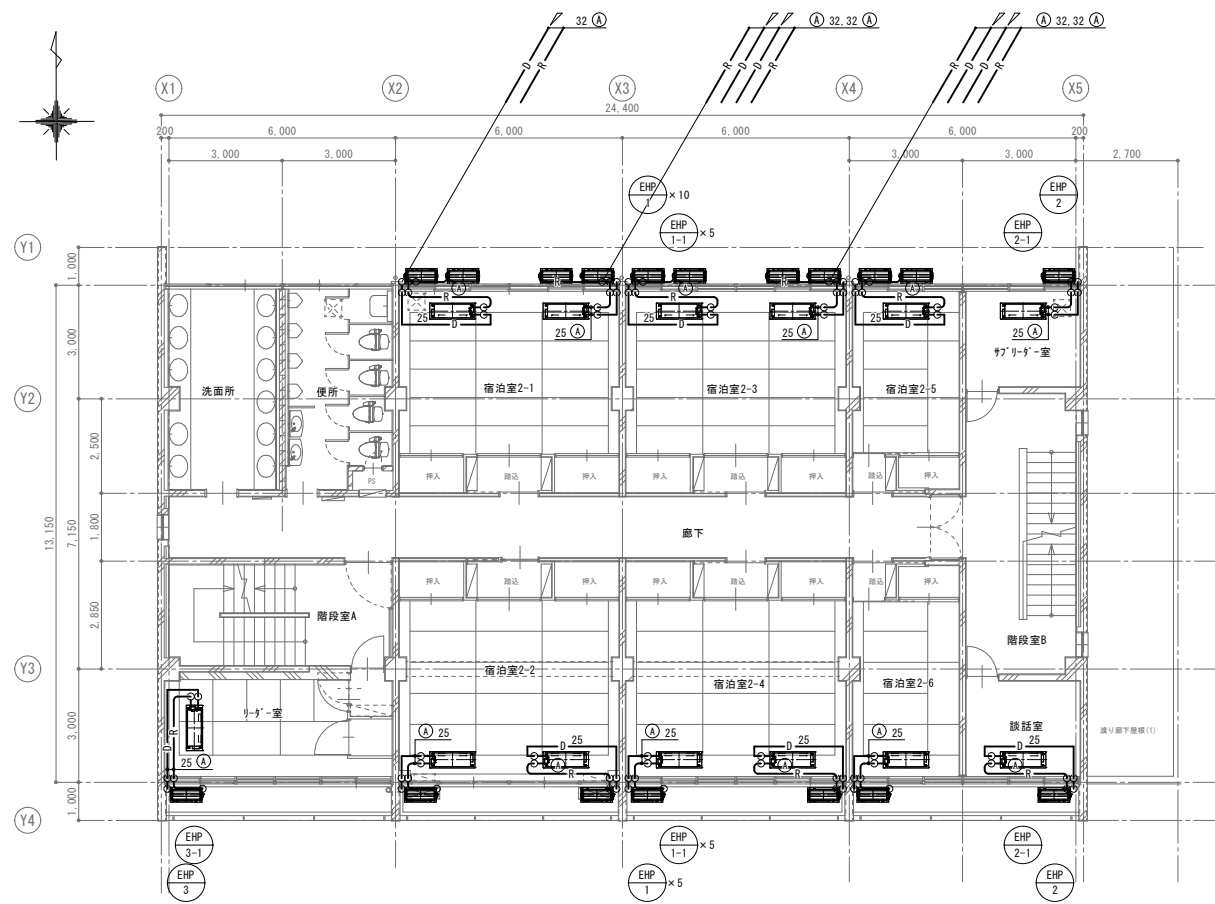 32 Ⓐ
Ⓐ 32, 32 Ⓐ
Ⓐ 32, 32 Ⓐ
D R
R D D R
R D D R
X1 X2 X3 X4 X5
24,400
200 6,000 6,000 6,000 6,000 200
3,000 3,000 3,000 3,000 2,700
EHP 1 ×10
EHP 2
EHP 1-1 ×5
EHP 2-1
Y1
1,000
R Ⓐ R Ⓐ R Ⓐ R
R R R
25 25 25
D D D
25 Ⓐ 25 Ⓐ 25 Ⓐ
3,000
サブリーダー室
洗面所 便所 宿泊室2-1 宿泊室2-3 宿泊室2-5
Y2
2,500
押入 踏込 押入 押入 踏込 押入 踏込 押入
PS
13,150
7,150
1,800
廊下
押入 踏込 押入 押入 踏込 押入 踏込 押入
2,850
階段室A
階段室B
Y3
宿泊室2-2 宿泊室2-4 宿泊室2-6
リーダー室
談話室
渡り廊下屋根(1)
3,000
Ⓐ 25 Ⓐ 25 Ⓐ 25
D 25 D 25 D 25
D R
25 Ⓐ
Ⓐ Ⓐ Ⓐ
R R R
1,000
Y4
EHP 3-1
EHP 1-1 ×5
EHP 2-1
EHP 3
EHP 1 ×5
EHP 2